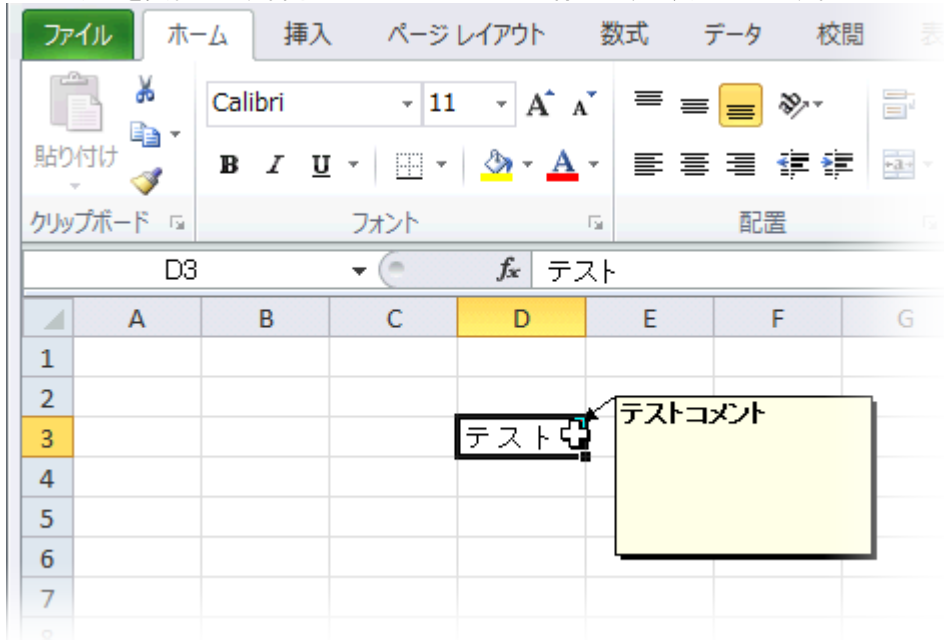 ファイル ホーム 挿入 ページ レイアウト 数式 データ 校閲 表
Calibri 11 A A
貼り付け B I U A
クリップボード フォント 配置
D3 fx テスト
A B C D E F G
1
2
テストコメント
3 テスト
4
5
6
7
8